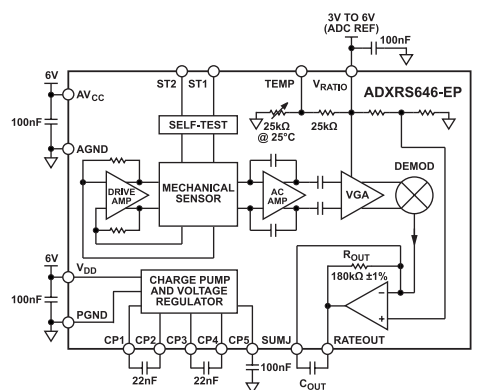 3V TO 6V
(ADC REF)
100nF
6V
ST2
ST1
TEMP
VRATIO
ADXRS646-EP
AVCC
100nF
25kΩ
@ 25°C
25kΩ
SELF-TEST
AGND
DEMOD
DRIVE
AMP
MECHANICAL
SENSOR
AC
AMP
VGA
6V
VDD
ROUT
180kΩ ±1%
100nF
CHARGE PUMP
AND VOLTAGE
REGULATOR
–
+
PGND
CP1
CP2
CP3
CP4
CP5
SUMJ
RATEOUT
22nF
22nF
100nF
COUT